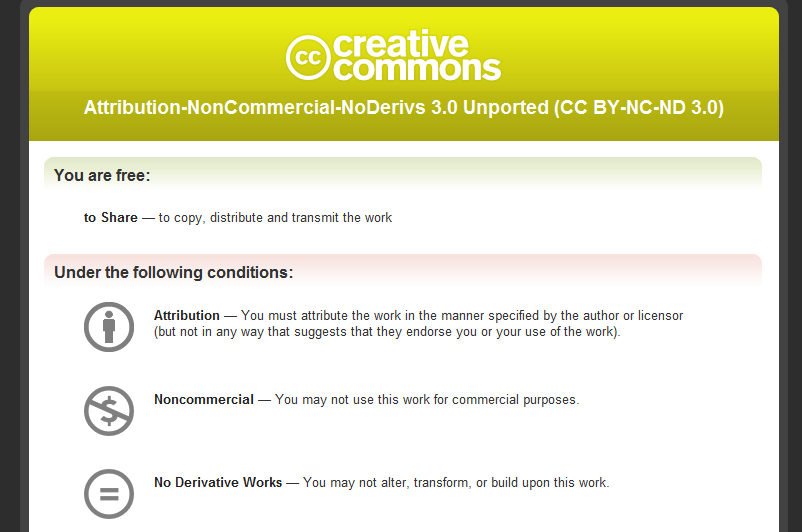 cc creative
commons
Attribution-NonCommercial-NoDerivs 3.0 Unported (CC BY-NC-ND 3.0)
You are free:
to Share — to copy, distribute and transmit the work
Under the following conditions:
Attribution — You must attribute the work in the manner specified by the author or licensor
(but not in any way that suggests that they endorse you or your use of the work).
Noncommercial — You may not use this work for commercial purposes.
No Derivative Works — You may not alter, transform, or build upon this work.